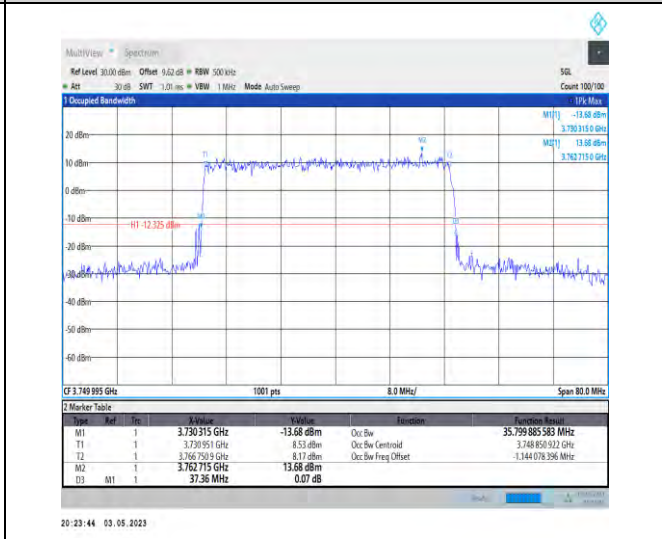 MultiView Spectrum
Ref Level 30.00 dBm Offset 9.62 dB RBW 500 kHz SGL
Att 30 dB SWT 1.01 ms VBW 1 MHz Mode Auto Sweep Count 100/100
1 Occupied Bandwidth 1Pk Max
M1[1] -13.68 dBm
3.730 315 0 GHz
M2[1] 13.68 dBm
3.762 715 0 GHz
20 dBm
M2
T1 T2
10 dBm
0 dBm
-10 dBm
M1 D3
H1 -12.325 dBm
-20 dBm
-30 dBm
-40 dBm
-50 dBm
-60 dBm
CF 3.749 995 GHz 1001 pts 8.0 MHz/ Span 80.0 MHz
2 Marker Table
Type Ref Trc X-Value Y-Value Function Function Result
M1 1 3.730 315 GHz -13.68 dBm Occ Bw 35.799 885 583 MHz
T1 1 3.730 951 GHz 8.53 dBm Occ Bw Centroid 3.748 850 922 GHz
T2 1 3.766 750 9 GHz 8.17 dBm Occ Bw Freq Offset -1.144 078 396 MHz
M2 1 3.762 715 GHz 13.68 dBm
D3 M1 1 37.36 MHz 0.07 dB
20:23:44 03.05.2023